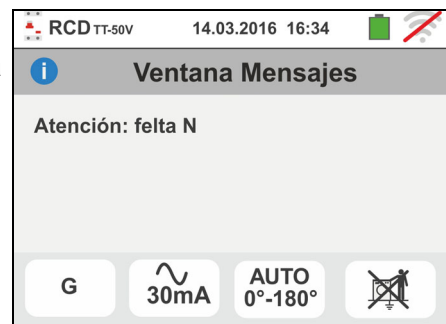 RCD TT-50V 14.03.2016 16:34
i Ventana Mensajes
Atención: felta N
G
30mA
AUTO
0°-180°